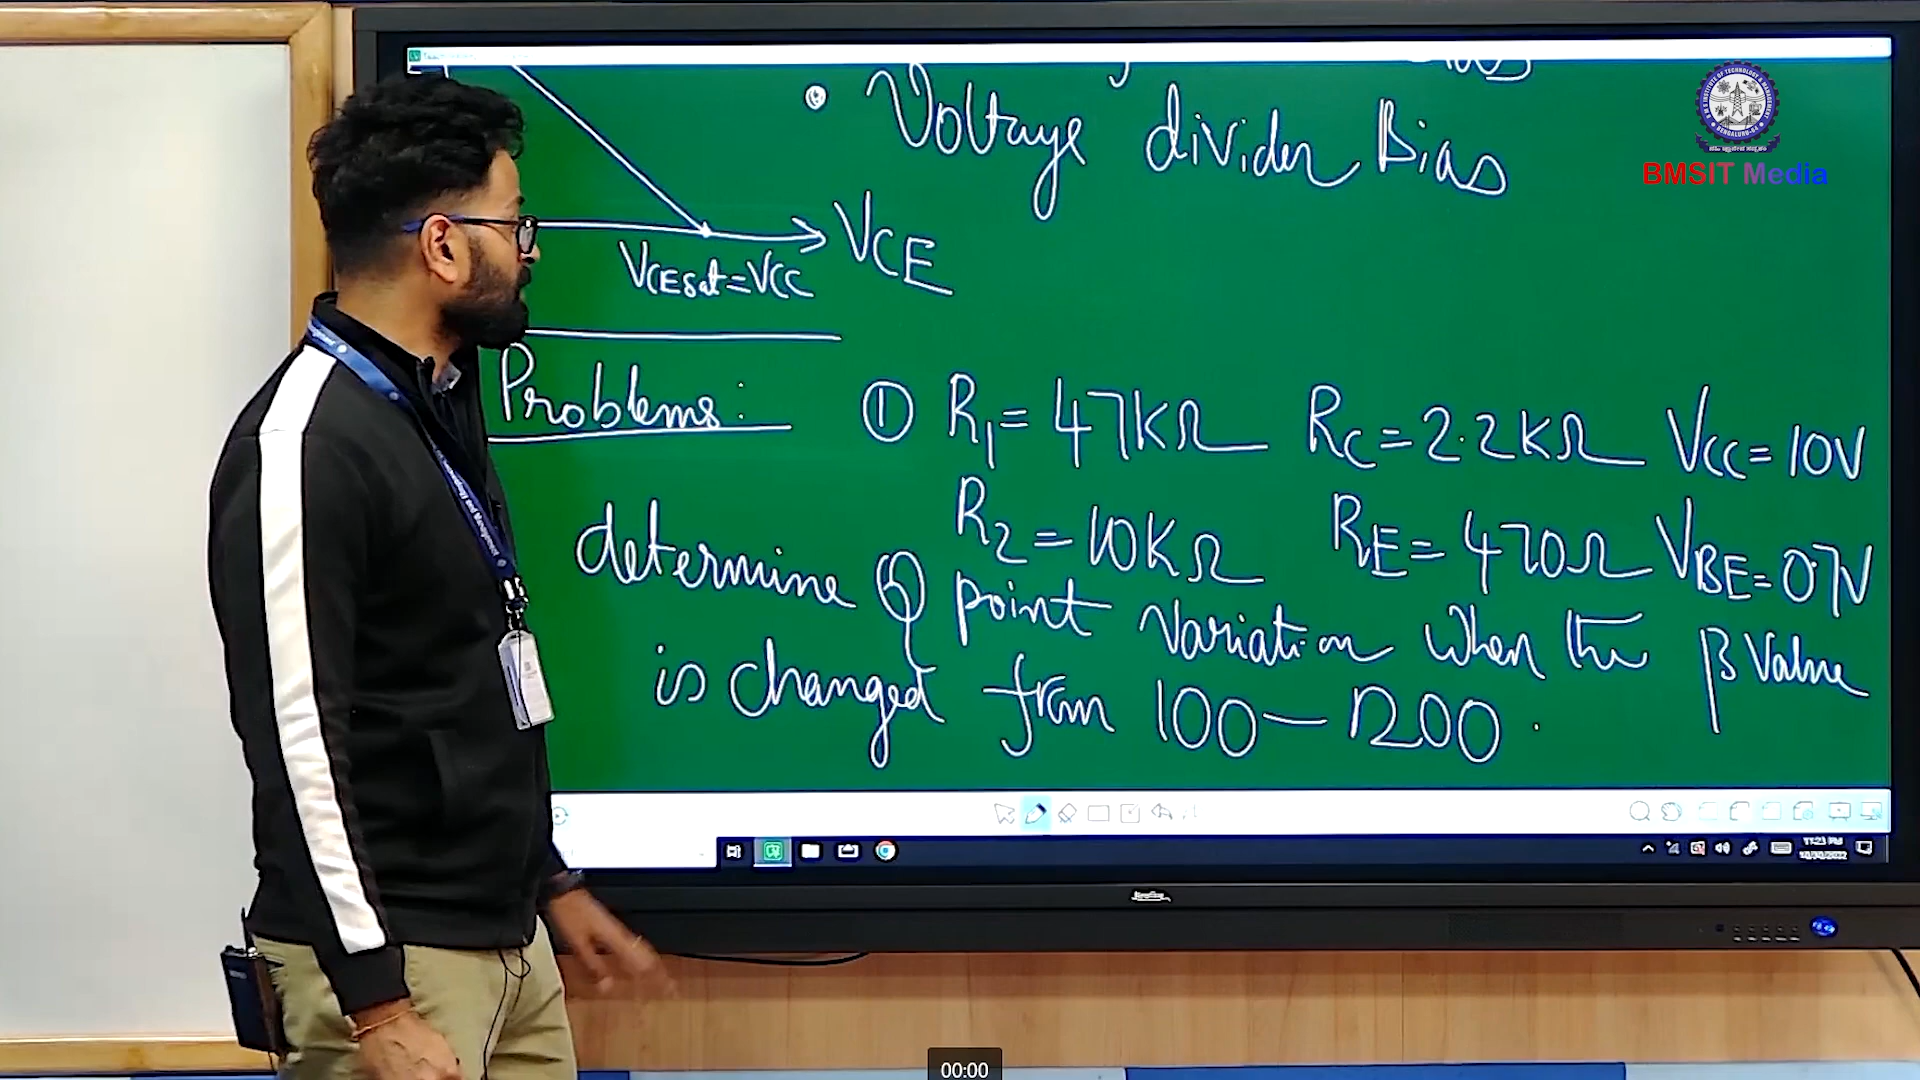 Voltage divider Bias
VCE
VCEsat=VCC
Problems:
① R1= 47KΩ RC=2.2KΩ VCC=10V
R2=10KΩ RE=470Ω VBE=0.7V
determine Q point variation when the β value
is changed from 100—1200.
BMSIT Media
00:00